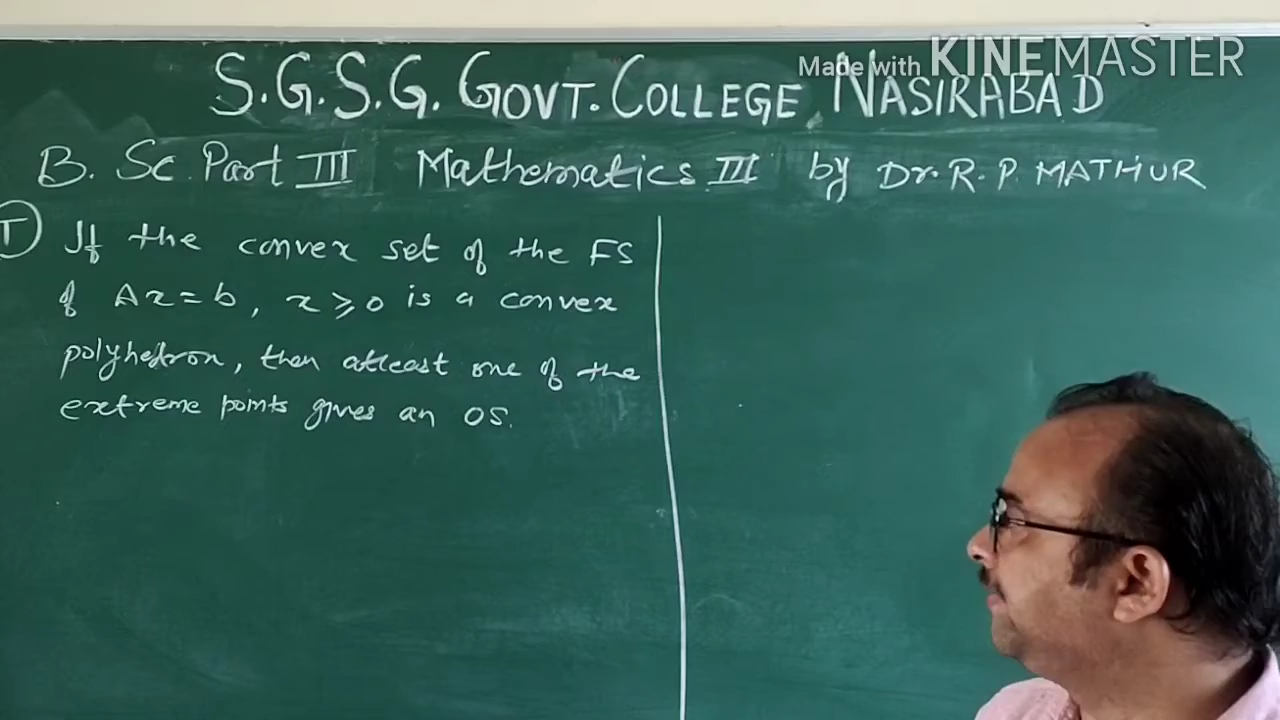 Made with KINEMASTER
S.G.S.G. GOVT. COLLEGE NASIRABAD
B. Sc. Part III Mathematics III by Dr. R. P. MATHUR
T If the convex set of the FS
of Ax = b, x ≥ 0 is a convex
polyhedron, then atleast one of the
extreme points gives an OS.